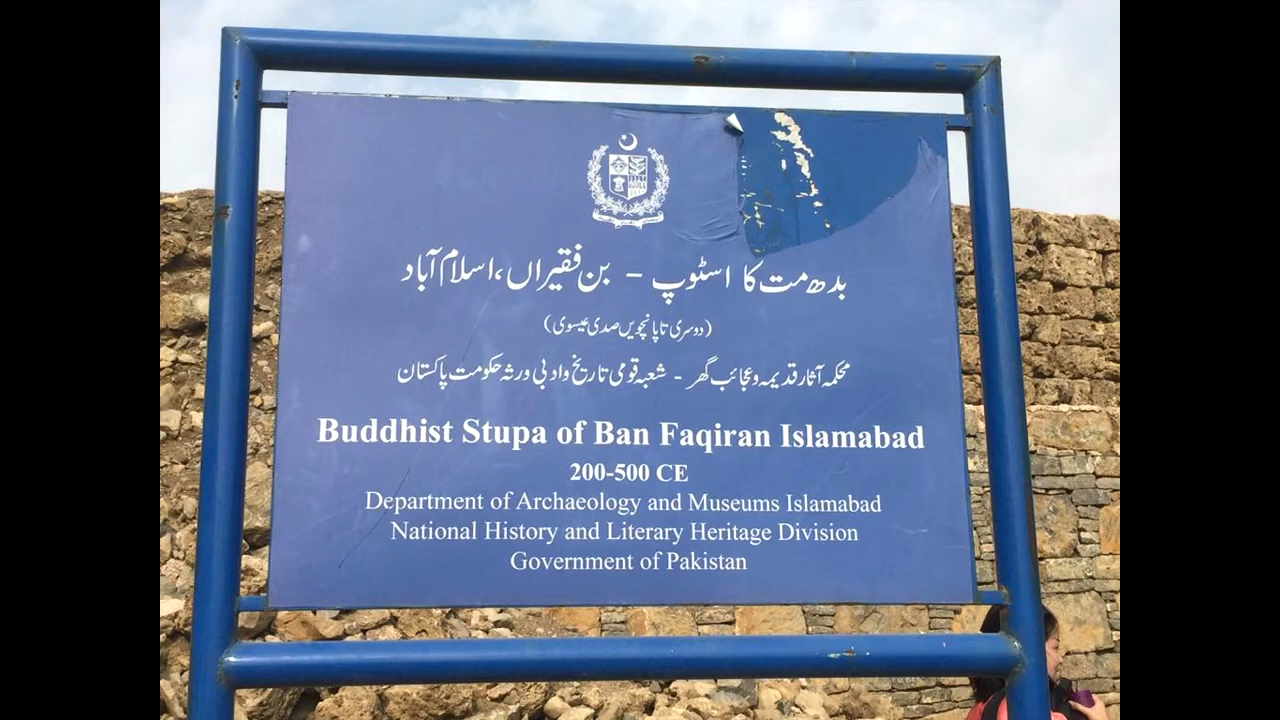 بدھ مت کا اسٹوپ - بن فقیراں، اسلام آباد
(دوسری تا پانچویں صدی عیسوی)
محکمہ آثار قدیمہ و عجائب گھر - شعبہ قومی تاریخ و ادبی ورثہ حکومت پاکستان
Buddhist Stupa of Ban Faqiran Islamabad
200-500 CE
Department of Archaeology and Museums Islamabad
National History and Literary Heritage Division
Government of Pakistan